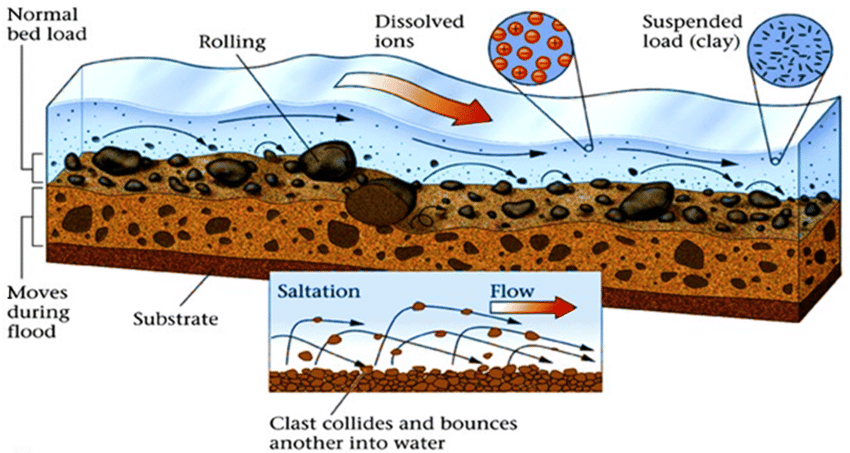 Normal
bed load
Rolling
Dissolved
ions
Suspended
load (clay)
Moves
during
flood
Substrate
Saltation
Flow
Clast collides and bounces
another into water